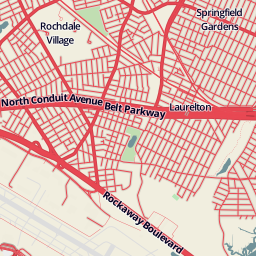 Springfield
Gardens
Rochdale
Village
North Conduit Avenue Belt Parkway
Laurelton
Rockaway Boulevard